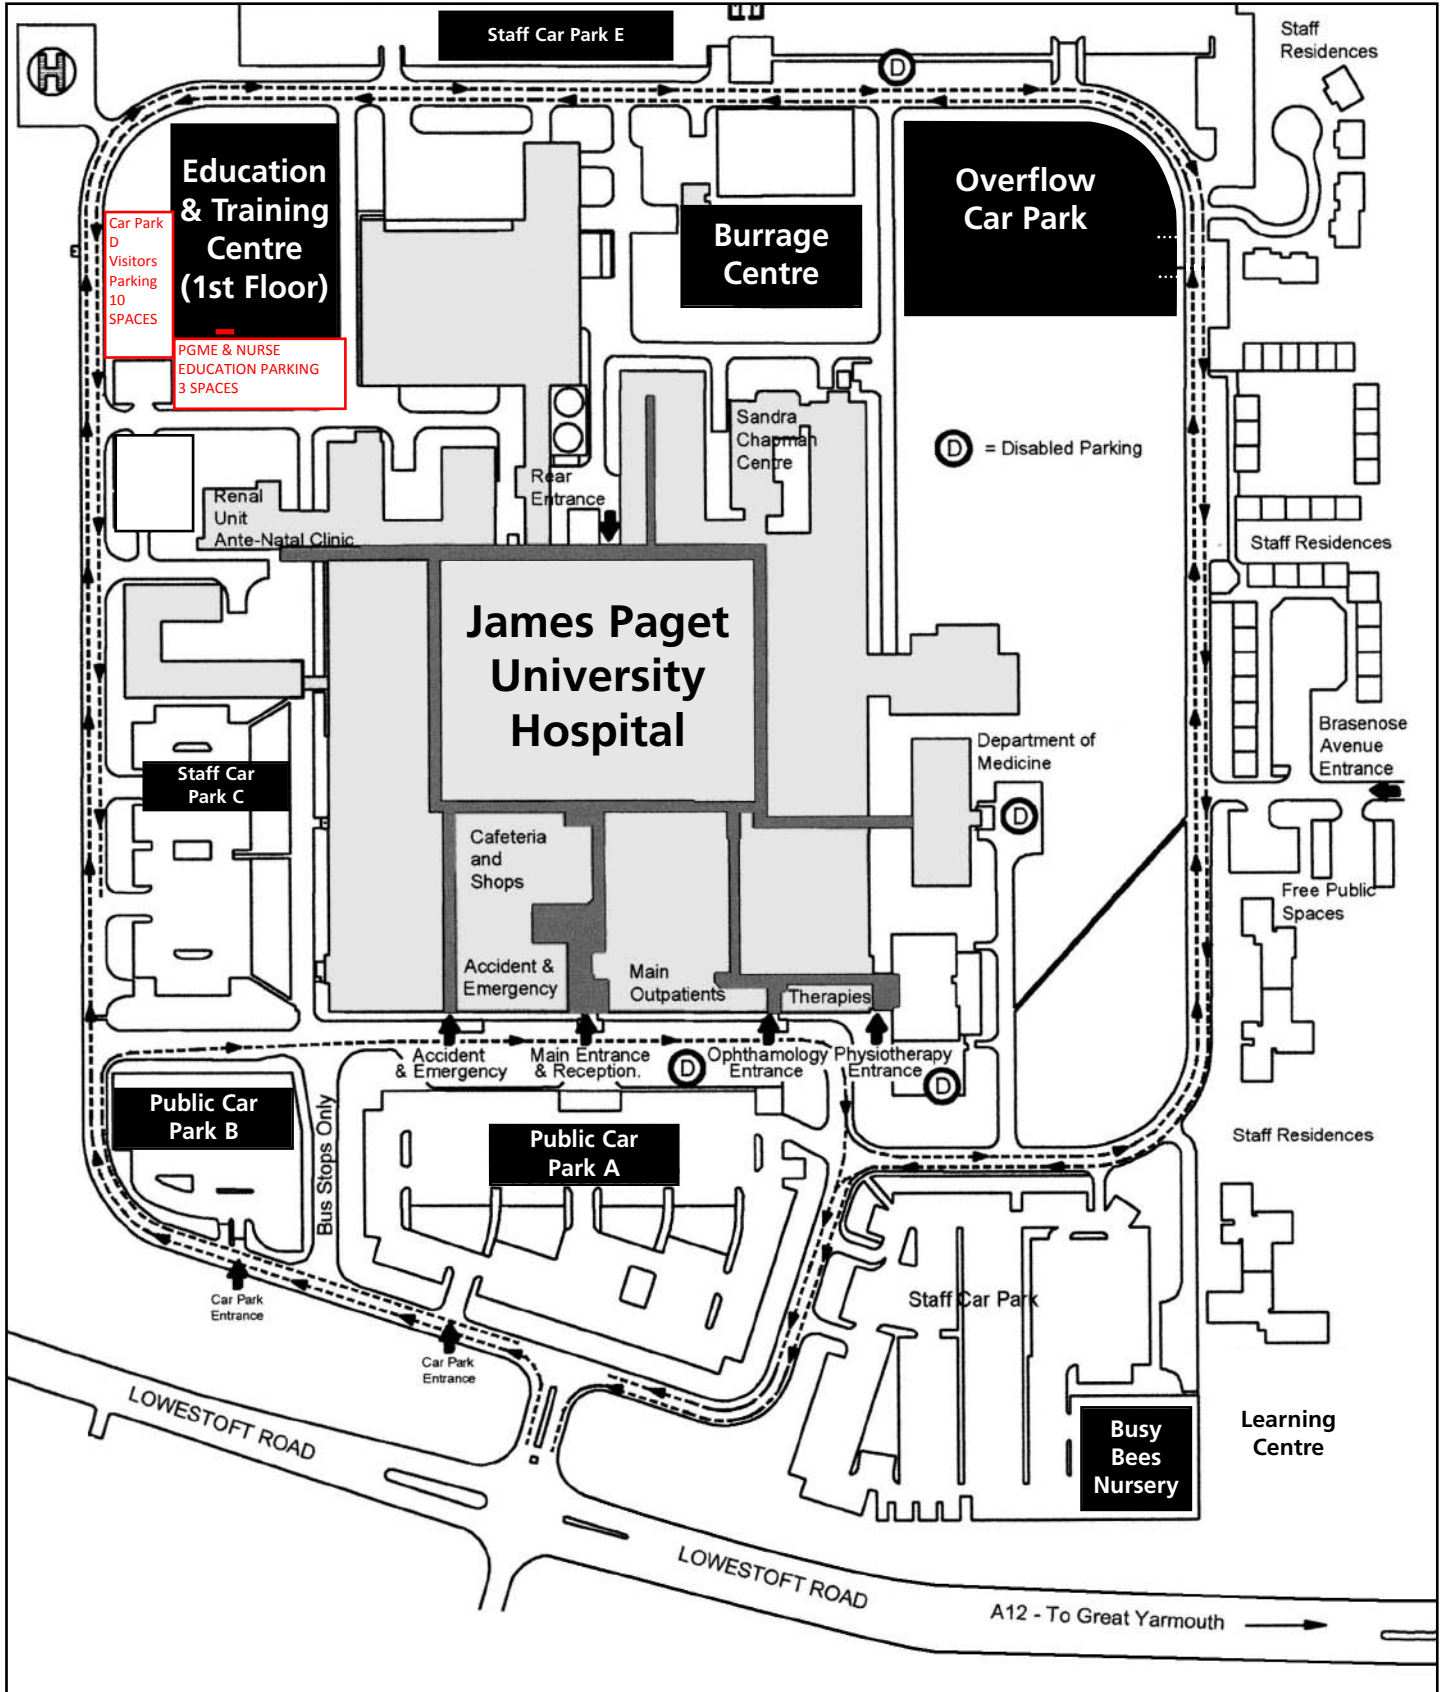 Staff Car Park E
Staff
Residences
H
D
Education
& Training
Centre
(1st Floor)
Overflow
Car Park
Car Park
D
Visitors
Parking
10
SPACES
Burrage
Centre
PGME & NURSE
EDUCATION PARKING
3 SPACES
Sandra
Chapman
Centre
D = Disabled Parking
Rear
Entrance
Renal
Unit
Ante-Natal Clinic
Staff Residences
James Paget
University
Hospital
Brasenose
Avenue
Entrance
Department of
Medicine
Staff Car
Park C
D
Cafeteria
and
Shops
Free Public
Spaces
Accident &
Emergency
Main
Outpatients
Therapies
Accident
& Emergency
Main Entrance
& Reception.
D
Ophthamology
Entrance
Physiotherapy
Entrance
D
Public Car
Park B
Bus Stops Only
Public Car
Park A
Staff Residences
Car Park
Entrance
Staff Car Park
Car Park
Entrance
LOWESTOFT ROAD
Busy
Bees
Nursery
Learning
Centre
LOWESTOFT ROAD
A12 - To Great Yarmouth